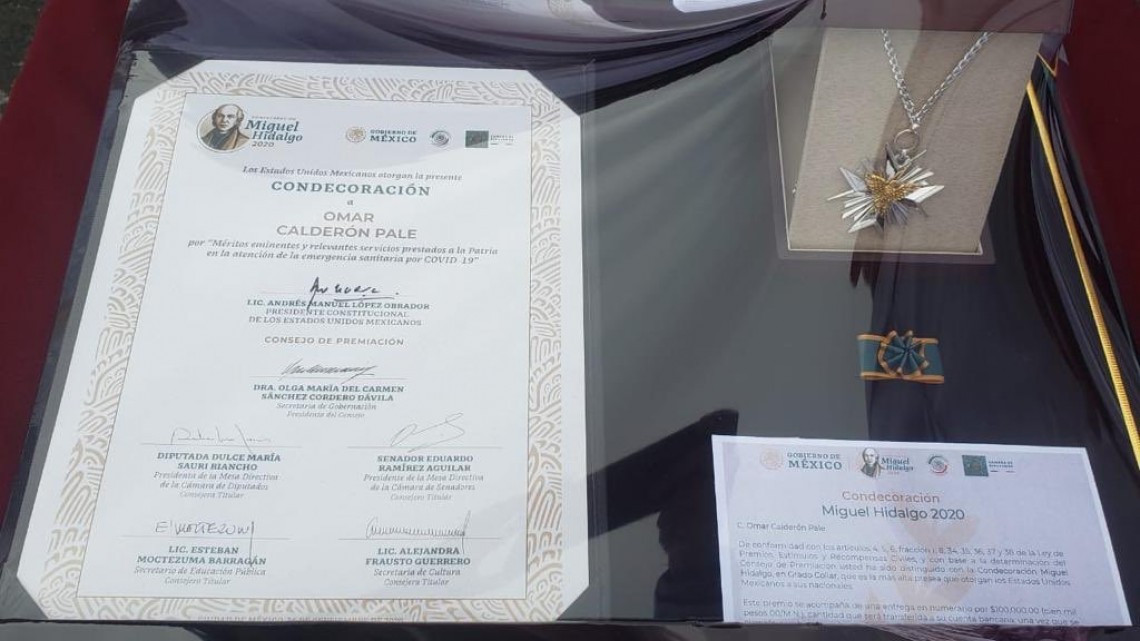 CONDECORACIÓN
Miguel
Hidalgo
2020
GOBIERNO DE
MÉXICO
Los Estados Unidos Mexicanos otorgan la presente
CONDECORACIÓN
a
OMAR
CALDERÓN PALE
por "Méritos eminentes y relevantes servicios prestados a la Patria
en la atención de la emergencia sanitaria por COVID-19"
LIC. ANDRÉS MANUEL LÓPEZ OBRADOR
PRESIDENTE CONSTITUCIONAL
DE LOS ESTADOS UNIDOS MEXICANOS
CONSEJO DE PREMIACIÓN
DRA. OLGA MARÍA DEL CARMEN
SÁNCHEZ CORDERO DÁVILA
Secretaria de Gobernación
Presidente del Consejo
DIPUTADA DULCE MARÍA
SAURI RIANCHO
Presidenta de la Mesa Directiva
de la Cámara de Diputados
Consejera Titular
SENADOR EDUARDO
RAMÍREZ AGUILAR
Presidente de la Mesa Directiva
de la Cámara de Senadores
Consejero Titular
LIC. ESTEBAN
MOCTEZUMA BARRAGÁN
Secretario de Educación Pública
Consejero Titular
LIC. ALEJANDRA
FRAUSTO GUERRERO
Secretaria de Cultura
Consejera Titular
GOBIERNO DE
MÉXICO
Miguel
Hidalgo
Condecoración
Miguel Hidalgo 2020
C. Omar Calderón Pale
De conformidad con los artículos 4, 5, 6, fracción I, 8, 34, 35, 36, 37 y 38 de la Ley de
Premios, Estímulos y Recompensas Civiles, y con base a la determinación del
Consejo de Premiación usted ha sido distinguido con la Condecoración Miguel
Hidalgo, en Grado Collar, que es la más alta presea que otorgan los Estados Unidos
Mexicanos a sus nacionales.
Este premio se acompaña de una entrega en numerario por $100,000.00 (cien mil
pesos 00/M.N.), cantidad que será transferida a su cuenta bancaria, una vez que se